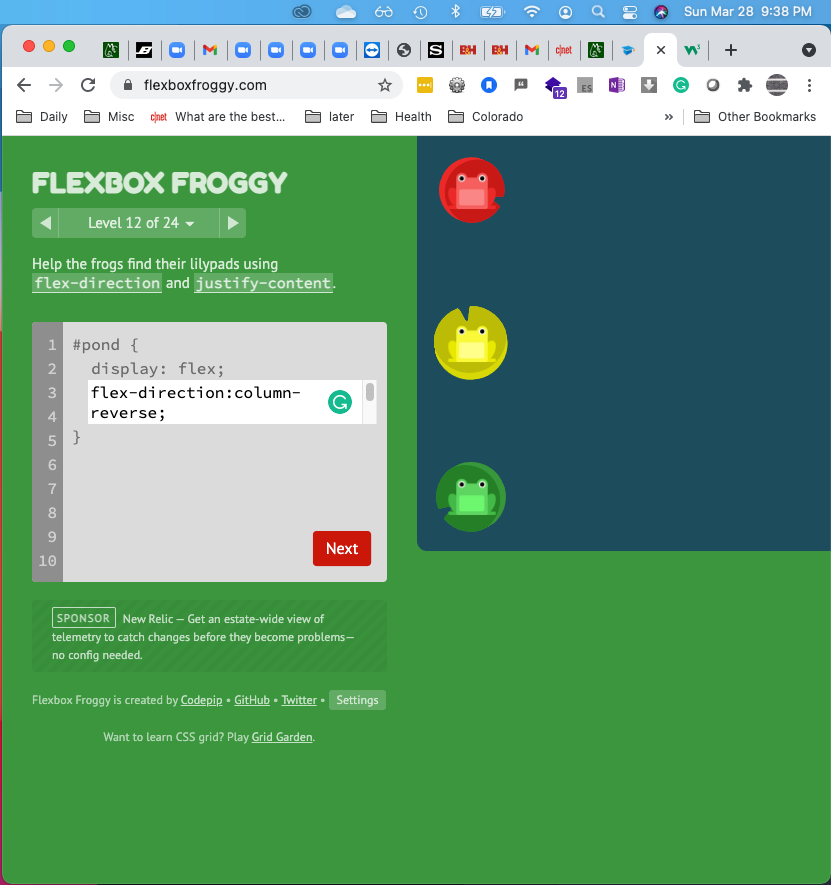 Sun Mar 28 9:38 PM
B&H
B&H
c|net
flexboxfroggy.com
12
ES
Daily
Misc
c|net What are the best...
later
Health
Colorado
»
Other Bookmarks
FLEXBOX FROGGY
Level 12 of 24
Help the frogs find their lilypads using
flex-direction and justify-content.
1 #pond {
2 display: flex;
3 flex-direction:column-
4 reverse;
5 }
6
7
8
9
10
Next
SPONSOR New Relic — Get an estate-wide view of
telemetry to catch changes before they become problems—
no config needed.
Flexbox Froggy is created by Codepip • GitHub • Twitter • Settings
Want to learn CSS grid? Play Grid Garden.